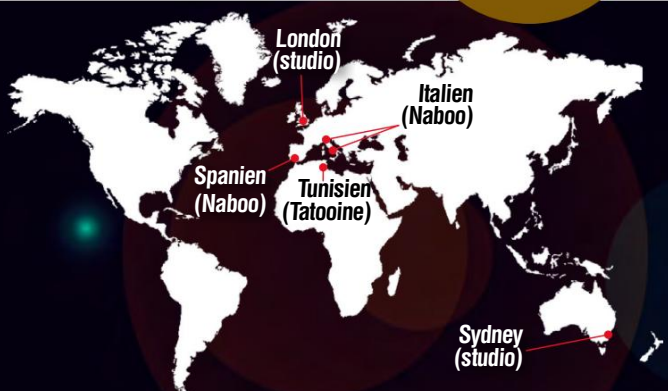 London
(studio)
Italien
(Naboo)
Spanien
(Naboo)
Tunisien
(Tatooine)
Sydney
(studio)